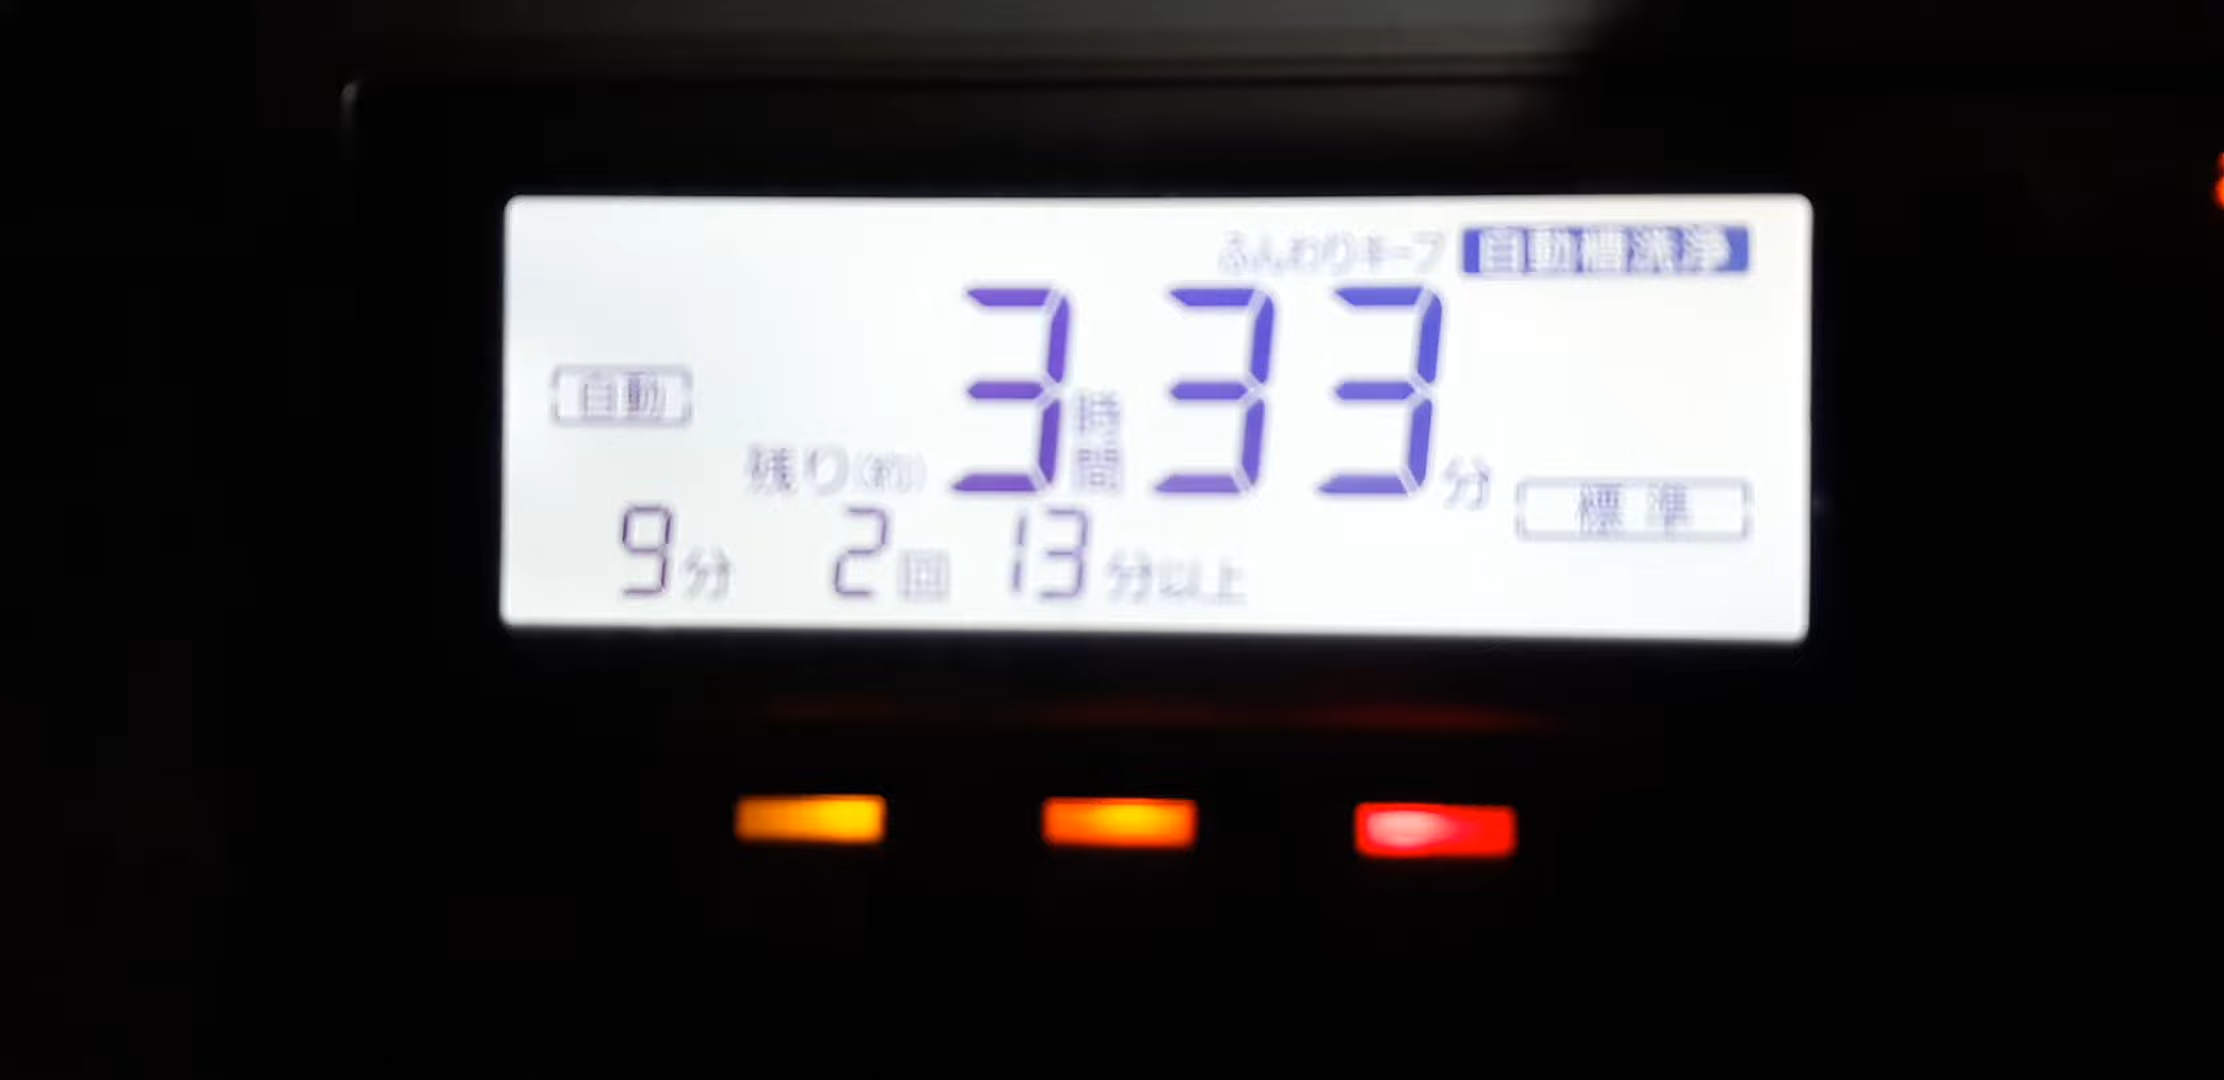 ふんわりキープ 自動槽洗浄
自動
残り(約) 3時間33分
標準
9分 2回 13分以上